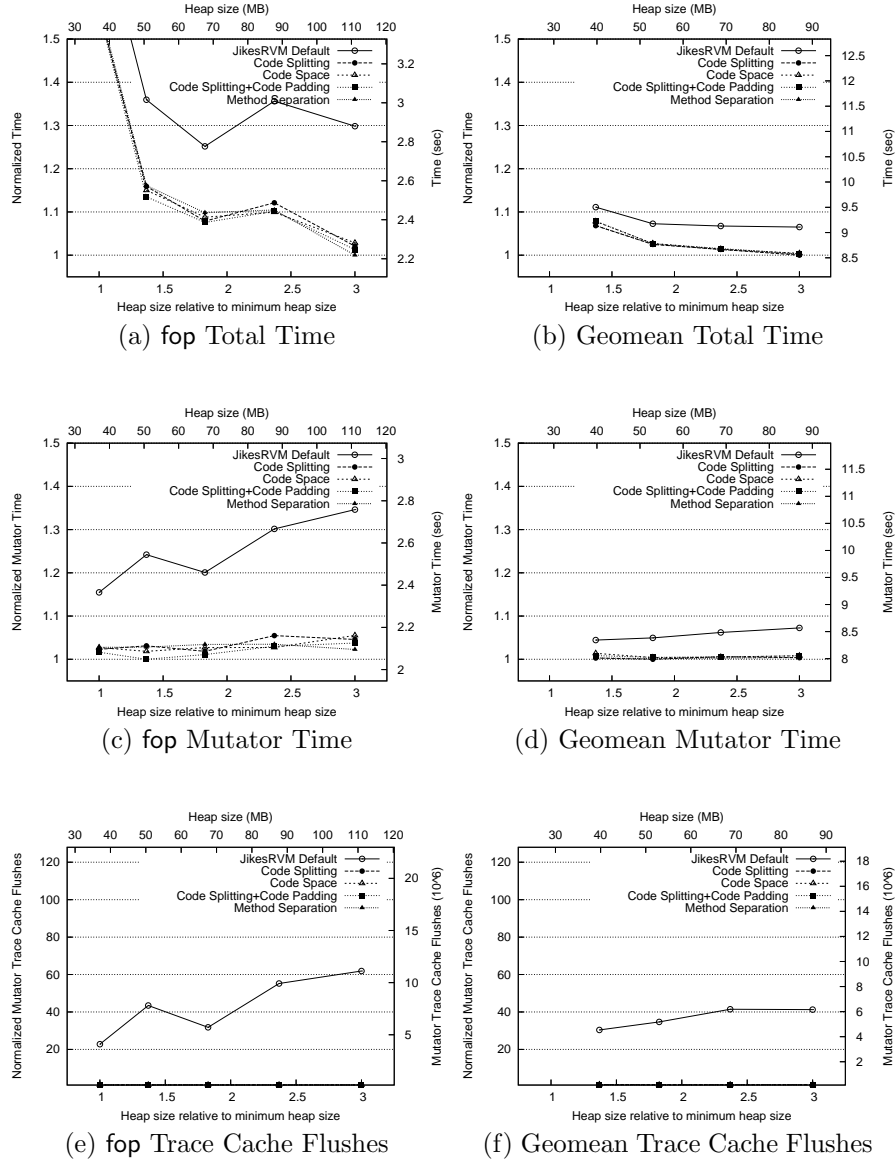 Heap size (MB)
30 40 50 60 70 80 90 100 110 120
1.5
1.4
1.3
1.2
1.1
1
Normalized Time
3.2
3
2.8
2.6
2.4
2.2
Time (sec)
JikesRVM Default
Code Splitting
Code Space
Code Splitting+Code Padding
Method Separation
1 1.5 2 2.5 3
Heap size relative to minimum heap size
(a) fop Total Time
Heap size (MB)
30 40 50 60 70 80 90
1.5
1.4
1.3
1.2
1.1
1
Normalized Time
12.5
12
11.5
11
10.5
10
9.5
9
8.5
Time (sec)
JikesRVM Default
Code Splitting
Code Space
Code Splitting+Code Padding
Method Separation
1 1.5 2 2.5 3
Heap size relative to minimum heap size
(b) Geomean Total Time
Heap size (MB)
30 40 50 60 70 80 90 100 110 120
1.5
1.4
1.3
1.2
1.1
1
Normalized Mutator Time
3
2.8
2.6
2.4
2.2
2
Mutator Time (sec)
JikesRVM Default
Code Splitting
Code Space
Code Splitting+Code Padding
Method Separation
1 1.5 2 2.5 3
Heap size relative to minimum heap size
(c) fop Mutator Time
Heap size (MB)
30 40 50 60 70 80 90
1.5
1.4
1.3
1.2
1.1
1
Normalized Mutator Time
11.5
11
10.5
10
9.5
9
8.5
8
Mutator Time (sec)
JikesRVM Default
Code Splitting
Code Space
Code Splitting+Code Padding
Method Separation
1 1.5 2 2.5 3
Heap size relative to minimum heap size
(d) Geomean Mutator Time
Heap size (MB)
30 40 50 60 70 80 90 100 110 120
120
100
80
60
40
20
Normalized Mutator Trace Cache Flushes
20
15
10
5
Mutator Trace Cache Flushes (10^6)
JikesRVM Default
Code Splitting
Code Space
Code Splitting+Code Padding
Method Separation
1 1.5 2 2.5 3
Heap size relative to minimum heap size
(e) fop Trace Cache Flushes
Heap size (MB)
30 40 50 60 70 80 90
120
100
80
60
40
20
Normalized Mutator Trace Cache Flushes
18
16
14
12
10
8
6
4
2
Mutator Trace Cache Flushes (10^6)
JikesRVM Default
Code Splitting
Code Space
Code Splitting+Code Padding
Method Separation
1 1.5 2 2.5 3
Heap size relative to minimum heap size
(f) Geomean Trace Cache Flushes